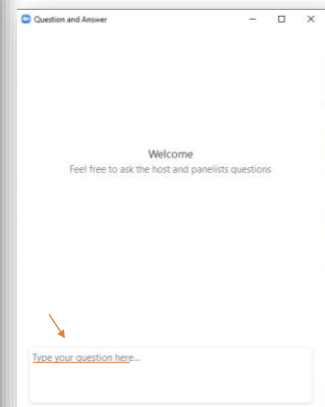 Question and Answer
Welcome
Feel free to ask the host and panelists questions
Type your question here...